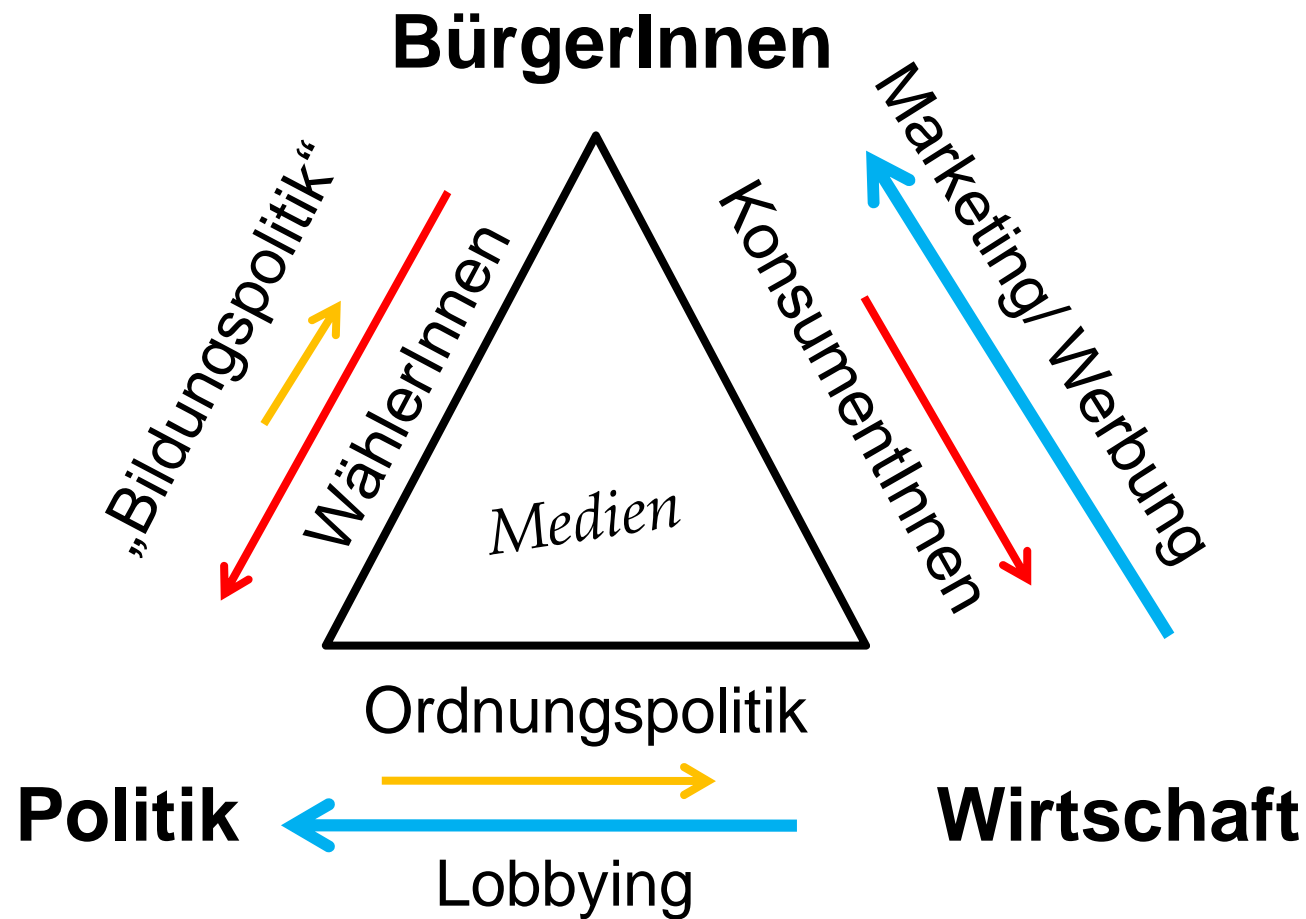 BürgerInnen
„Bildungspolitik“
WählerInnen
Medien
KonsumentInnen
Marketing/ Werbung
Ordnungspolitik
Politik
Wirtschaft
Lobbying